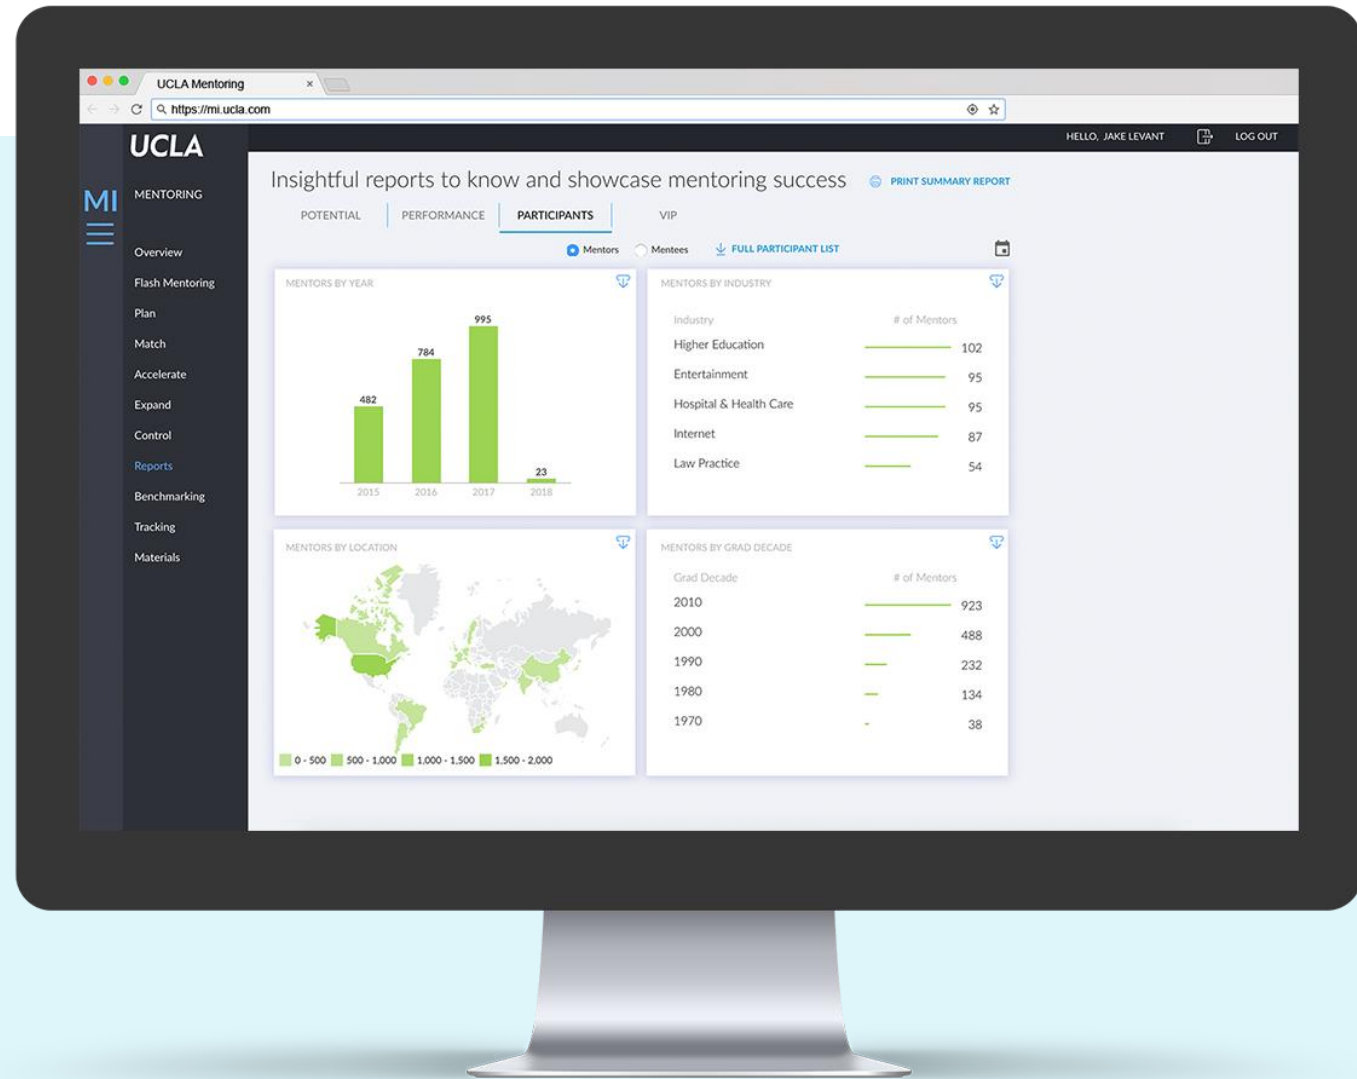 UCLA Mentoring ×
https://mi.ucla.com
HELLO, JAKE LEVANT LOG OUT
UCLA
MI
MENTORING
Overview
Flash Mentoring
Plan
Match
Accelerate
Expand
Control
Reports
Benchmarking
Tracking
Materials
Insightful reports to know and showcase mentoring success PRINT SUMMARY REPORT
POTENTIAL PERFORMANCE PARTICIPANTS VIP
Mentors Mentees FULL PARTICIPANT LIST
MENTORS BY YEAR
995
784
482
23
2015 2016 2017 2018
MENTORS BY INDUSTRY
Industry # of Mentors
Higher Education 102
Entertainment 95
Hospital & Health Care 95
Internet 87
Law Practice 54
MENTORS BY LOCATION
0 - 500 500 - 1,000 1,000 - 1,500 1,500 - 2,000
MENTORS BY GRAD DECADE
Grad Decade # of Mentors
2010 923
2000 488
1990 232
1980 134
1970 38